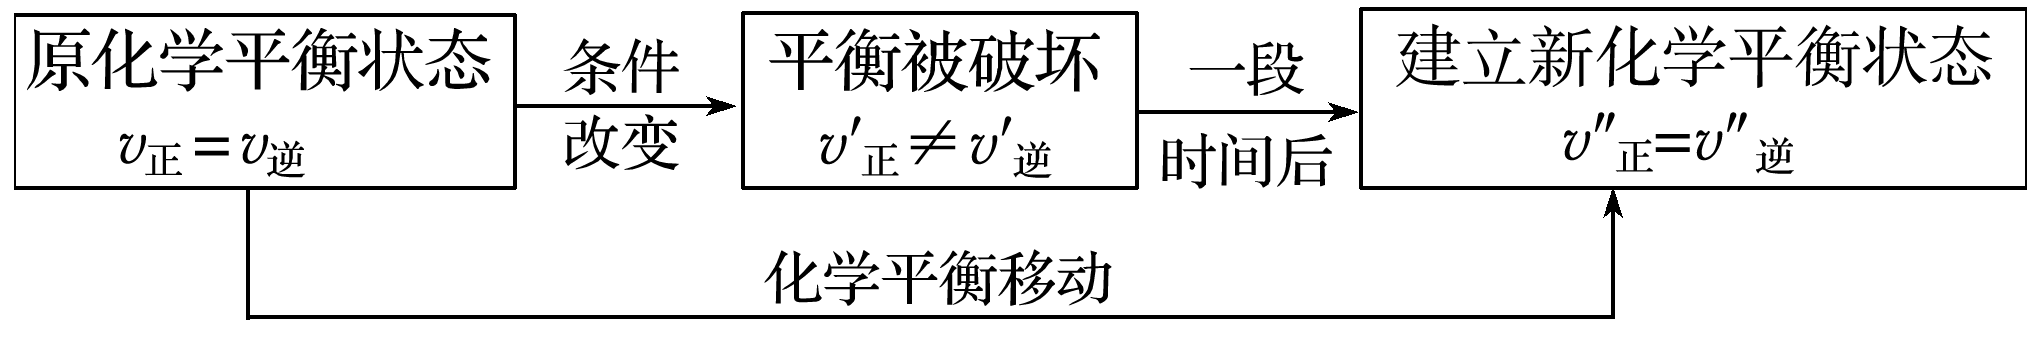 原化学平衡状态
v正=v逆
条件
改变
平衡被破坏
v′正≠v′逆
一段
时间后
建立新化学平衡状态
v″正=v″逆
化学平衡移动